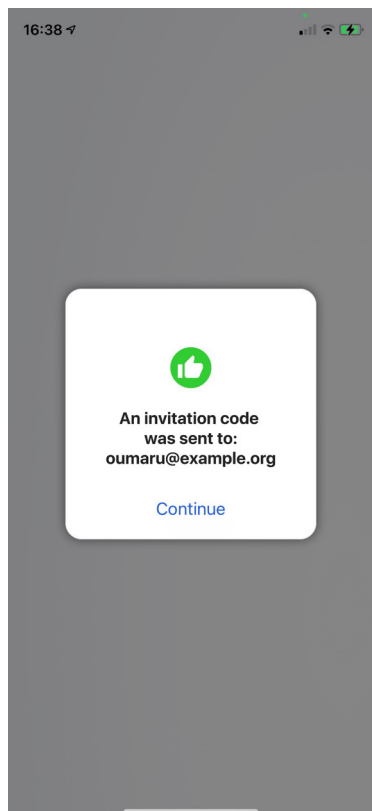 16:38
An invitation code
was sent to:
oumaru@example.org
Continue